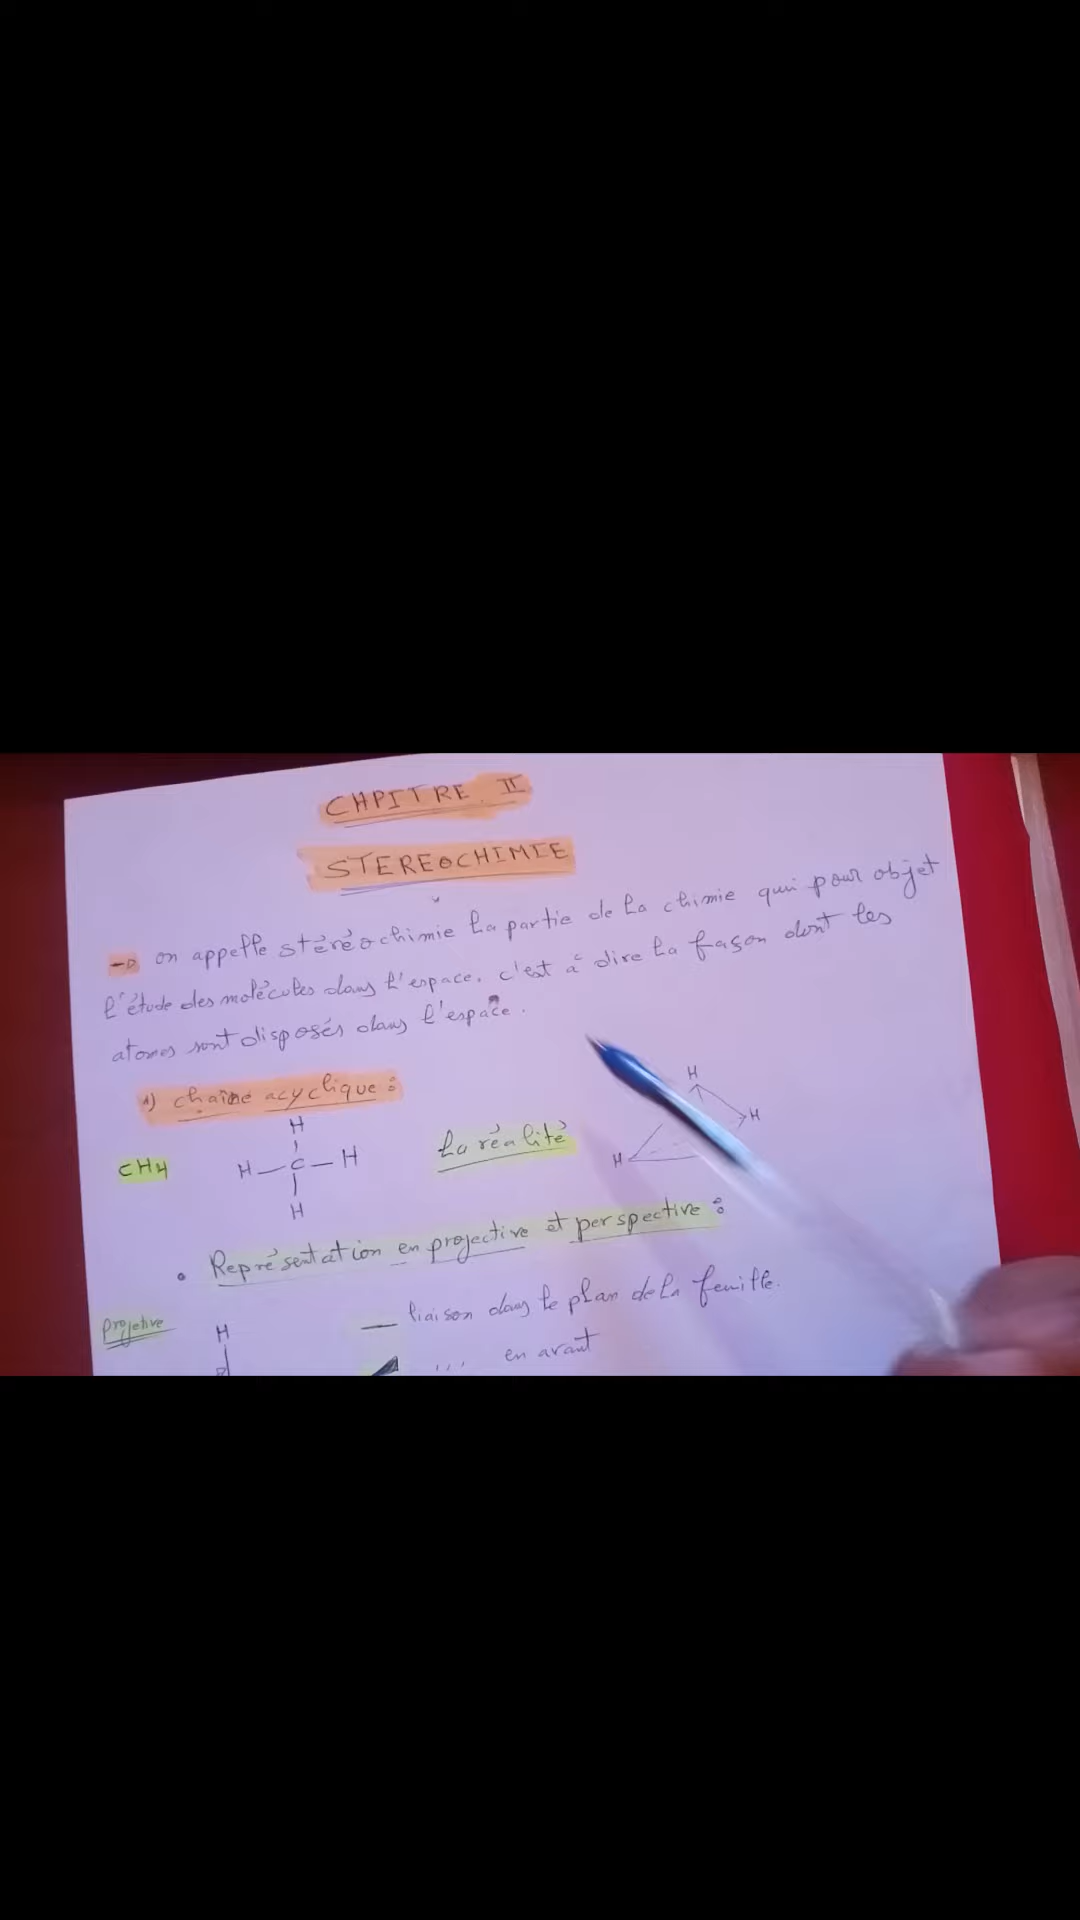 CHPITRE II
STEREOCHIMIE
→ on appelle stéréochimie la partie de la chimie qui pour objet
l'étude des molécules dans l'espace. c'est à dire la façon dont les
atomes sont disposés dans l'espace.
1) chaine acyclique :
H
CH4 H — C — H La réalité
H
H
H
H
• Représentation en projective et perspective :
projetive
H
— liaison dans le plan de la feuille.
,,, en avant